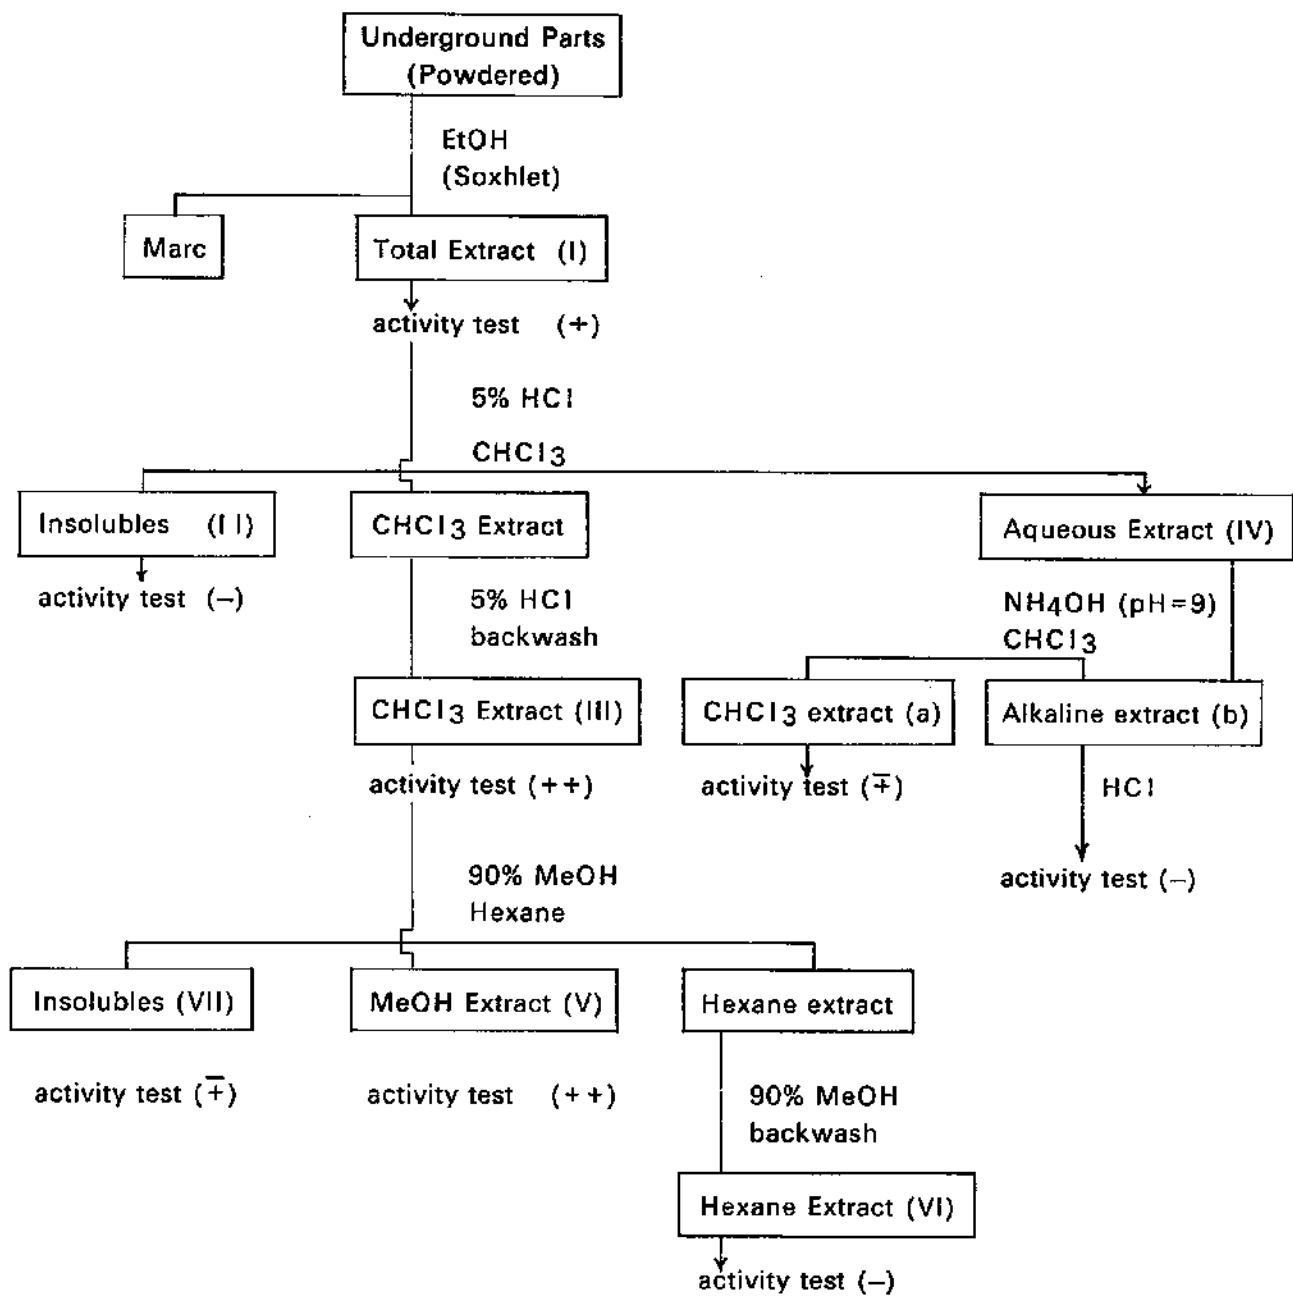 Underground Parts
(Powdered)
EtOH
(Soxhlet)
Marc
Total Extract (I)
activity test (+)
5% HCl
CHCl3
Insolubles (II)
CHCl3 Extract
Aqueous Extract (IV)
activity test (–)
5% HCl
backwash
NH4OH (pH=9)
CHCl3
CHCl3 Extract (III)
CHCl3 extract (a)
Alkaline extract (b)
activity test (++)
activity test (∓)
HCl
activity test (–)
90% MeOH
Hexane
Insolubles (VII)
MeOH Extract (V)
Hexane extract
activity test (∓)
activity test (++)
90% MeOH
backwash
Hexane Extract (VI)
activity test (–)